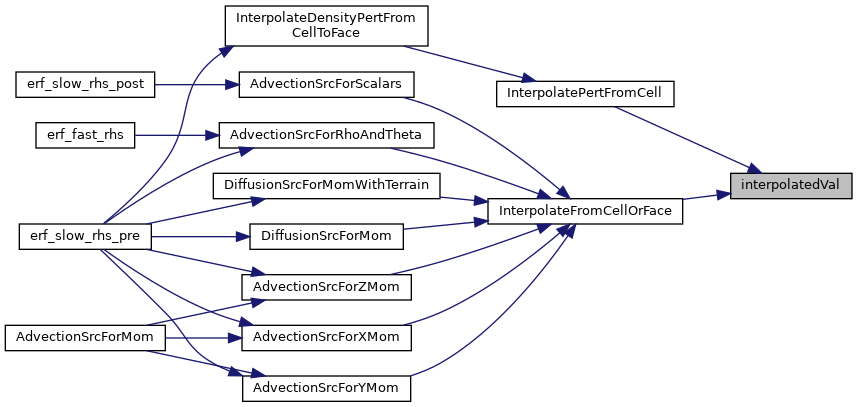 InterpolateDensityPertFrom
CellToFace
erf_slow_rhs_post
AdvectionSrcForScalars
InterpolatePertFromCell
erf_fast_rhs
AdvectionSrcForRhoAndTheta
DiffusionSrcForMomWithTerrain
interpolatedVal
InterpolateFromCellOrFace
erf_slow_rhs_pre
DiffusionSrcForMom
AdvectionSrcForZMom
AdvectionSrcForMom
AdvectionSrcForXMom
AdvectionSrcForYMom